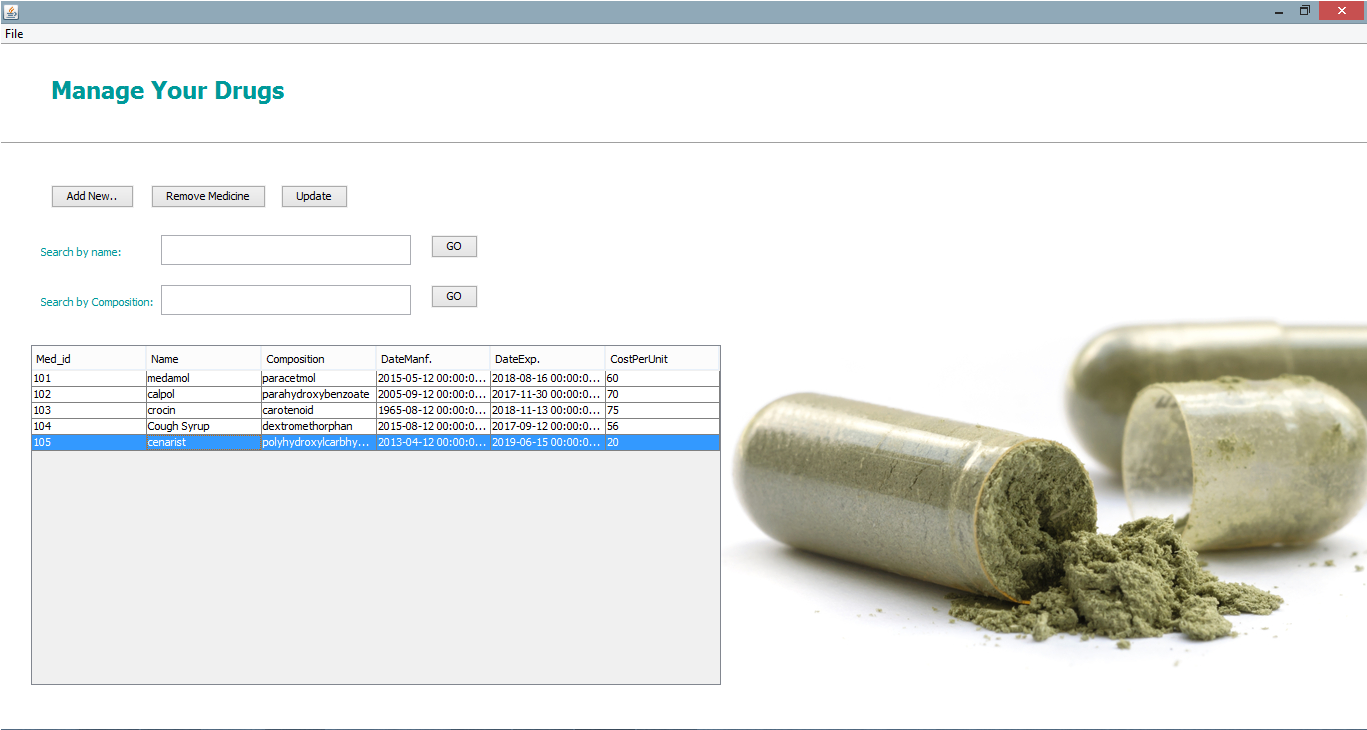 File
Manage Your Drugs
Add New.. Remove Medicine Update
Search by name: GO
Search by Composition: GO
Med_id Name Composition DateManf. DateExp. CostPerUnit
101 medamol paracetmol 2015-05-12 00:00:0... 2018-08-16 00:00:0... 60
102 calpol parahydroxybenzoate 2005-09-12 00:00:0... 2017-11-30 00:00:0... 70
103 crocin carotenoid 1965-08-12 00:00:0... 2018-11-13 00:00:0... 75
104 Cough Syrup dextromethorphan 2015-08-12 00:00:0... 2017-09-12 00:00:0... 56
105 cenarist polyhydroxylcarbhy... 2013-04-12 00:00:0... 2019-06-15 00:00:0... 20